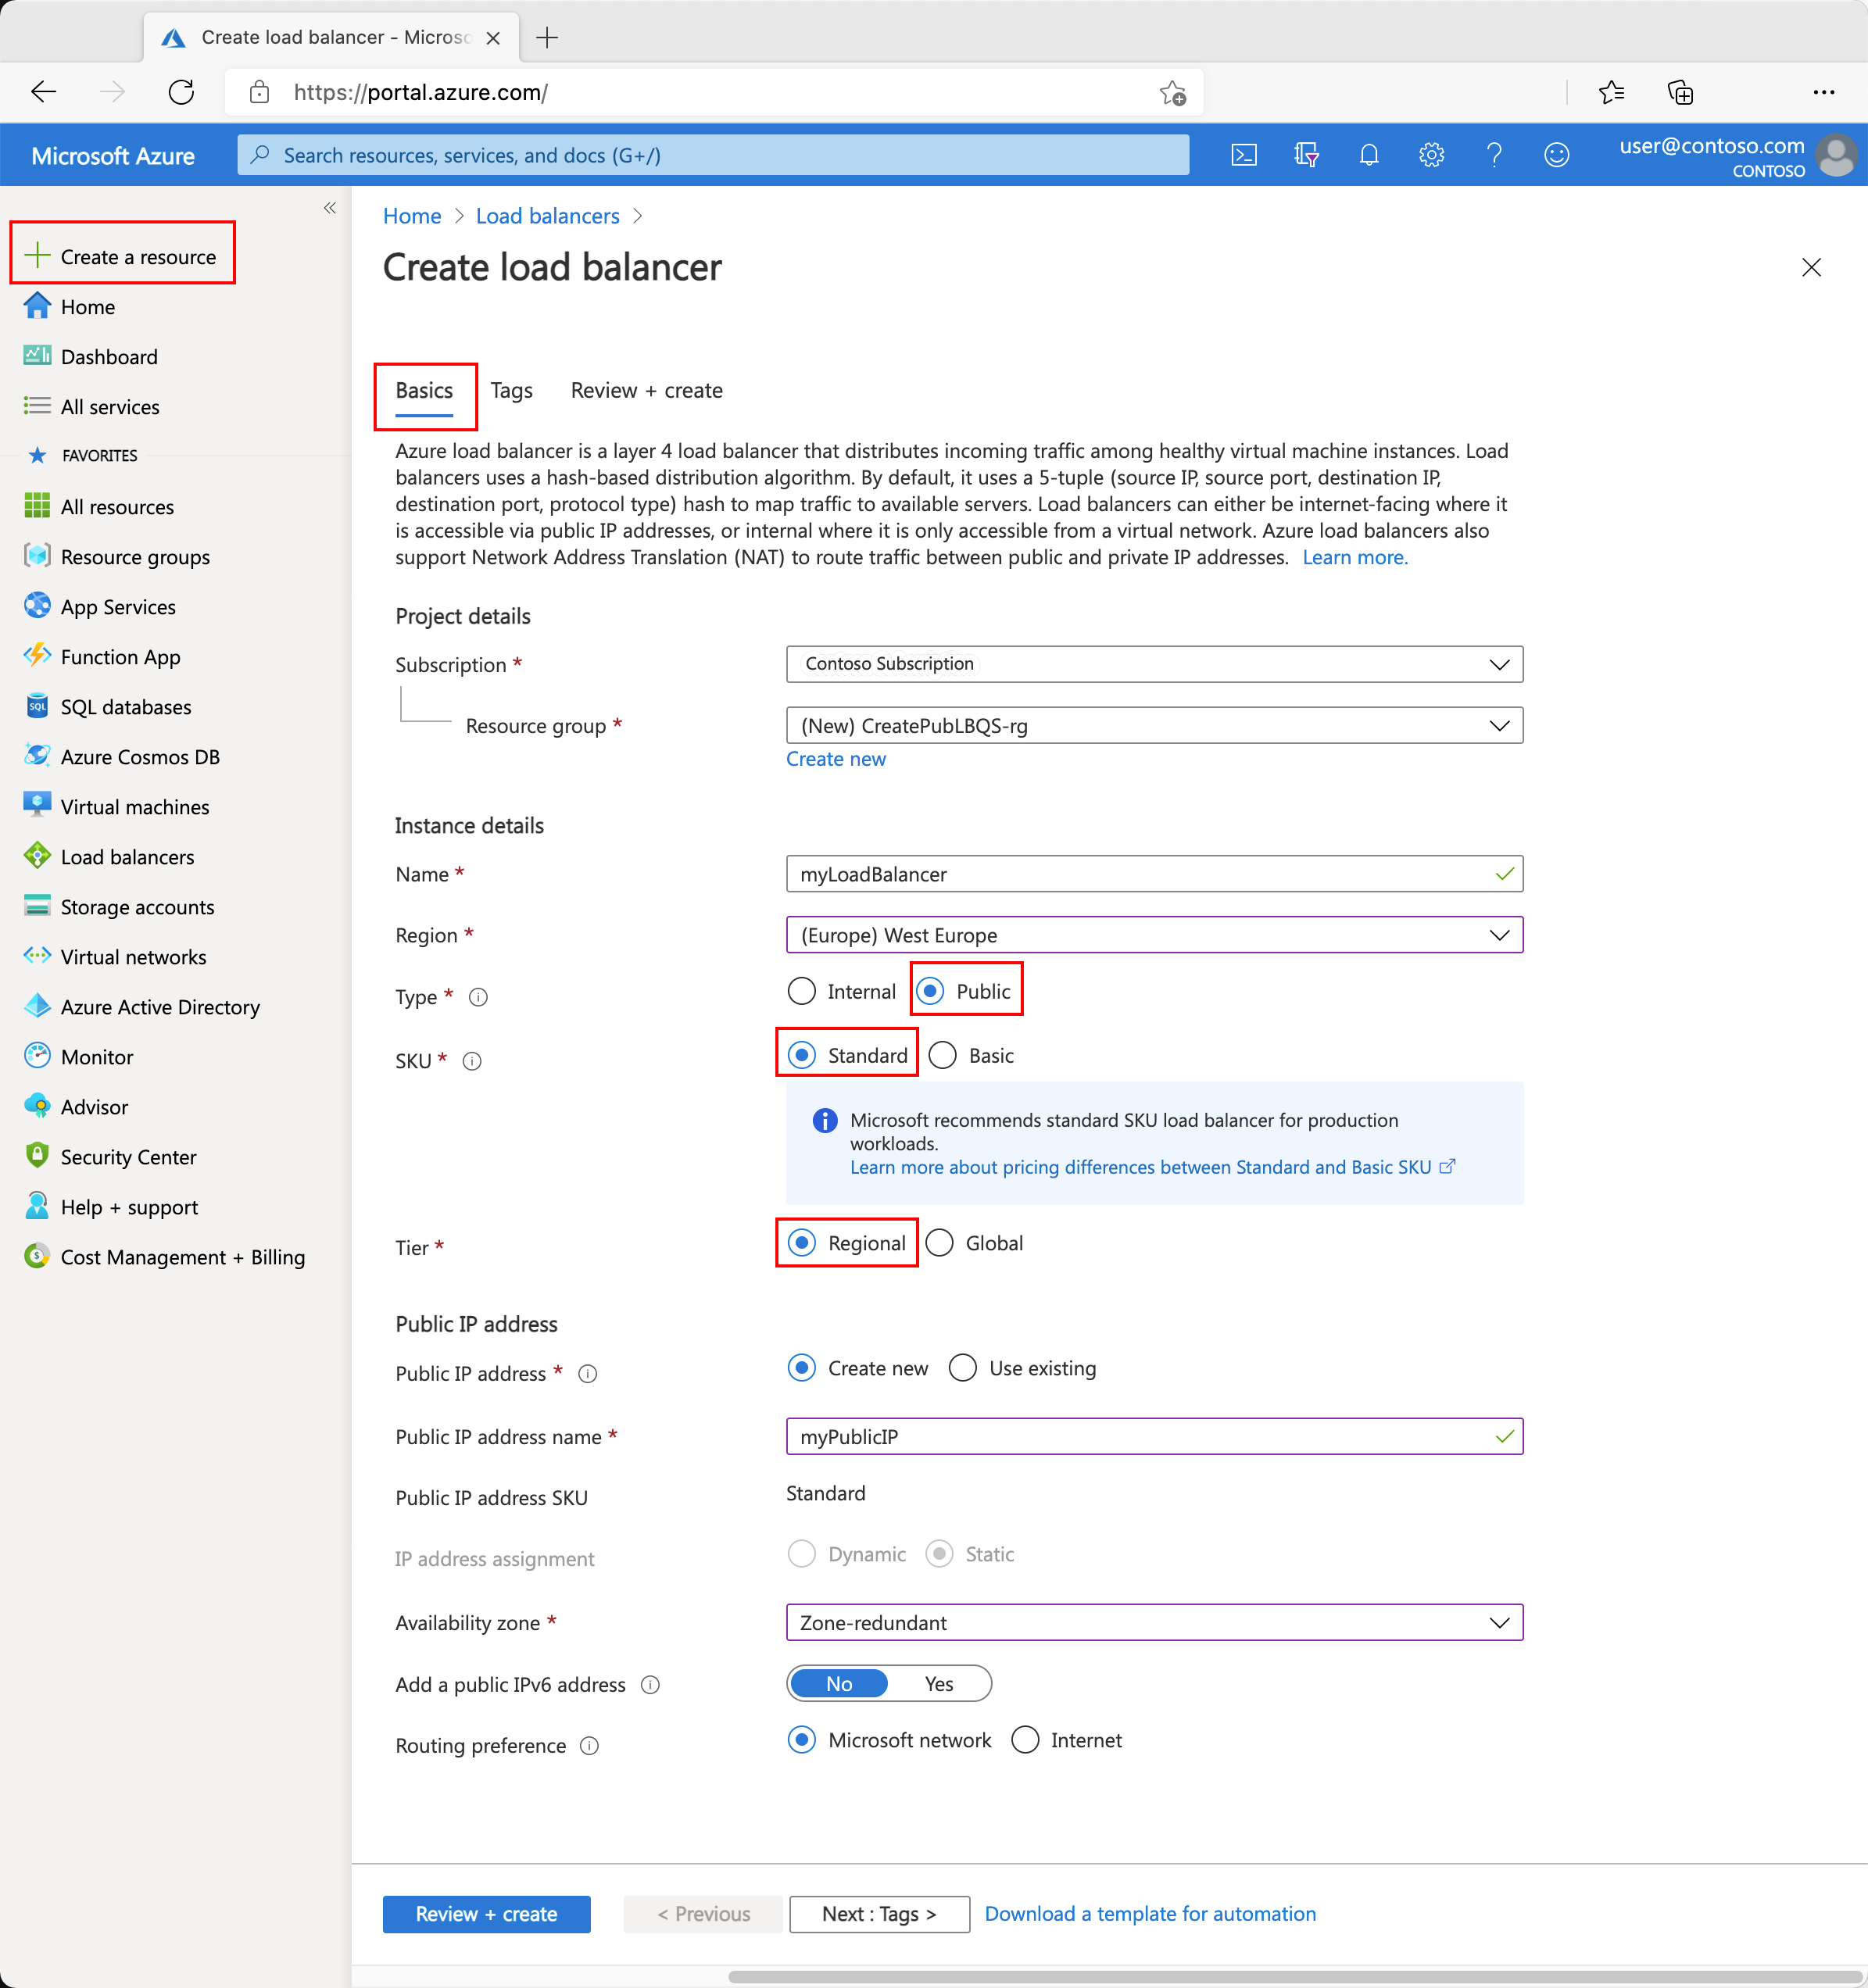 Create load balancer - Micros
https://portal.azure.com/
Microsoft Azure
Search resources, services, and docs (G+/)
user@contoso.com
CONTOSO
Create a resource
Home
Dashboard
All services
FAVORITES
All resources
Resource groups
App Services
Function App
SQL databases
Azure Cosmos DB
Virtual machines
Load balancers
Storage accounts
Virtual networks
Azure Active Directory
Monitor
Advisor
Security Center
Help + support
Cost Management + Billing
Home > Load balancers >
Create load balancer
Basics Tags Review + create
Azure load balancer is a layer 4 load balancer that distributes incoming traffic among healthy virtual machine instances. Load
balancers uses a hash-based distribution algorithm. By default, it uses a 5-tuple (source IP, source port, destination IP,
destination port, protocol type) hash to map traffic to available servers. Load balancers can either be internet-facing where it
is accessible via public IP addresses, or internal where it is only accessible from a virtual network. Azure load balancers also
support Network Address Translation (NAT) to route traffic between public and private IP addresses. Learn more.
Project details
Subscription * Contoso Subscription
Resource group * (New) CreatePubLBQS-rg
Create new
Instance details
Name * myLoadBalancer
Region * (Europe) West Europe
Type * Internal Public
SKU * Standard Basic
Microsoft recommends standard SKU load balancer for production
workloads.
Learn more about pricing differences between Standard and Basic SKU
Tier * Regional Global
Public IP address
Public IP address * Create new Use existing
Public IP address name * myPublicIP
Public IP address SKU Standard
IP address assignment Dynamic Static
Availability zone * Zone-redundant
Add a public IPv6 address No Yes
Routing preference Microsoft network Internet
Review + create < Previous Next : Tags > Download a template for automation